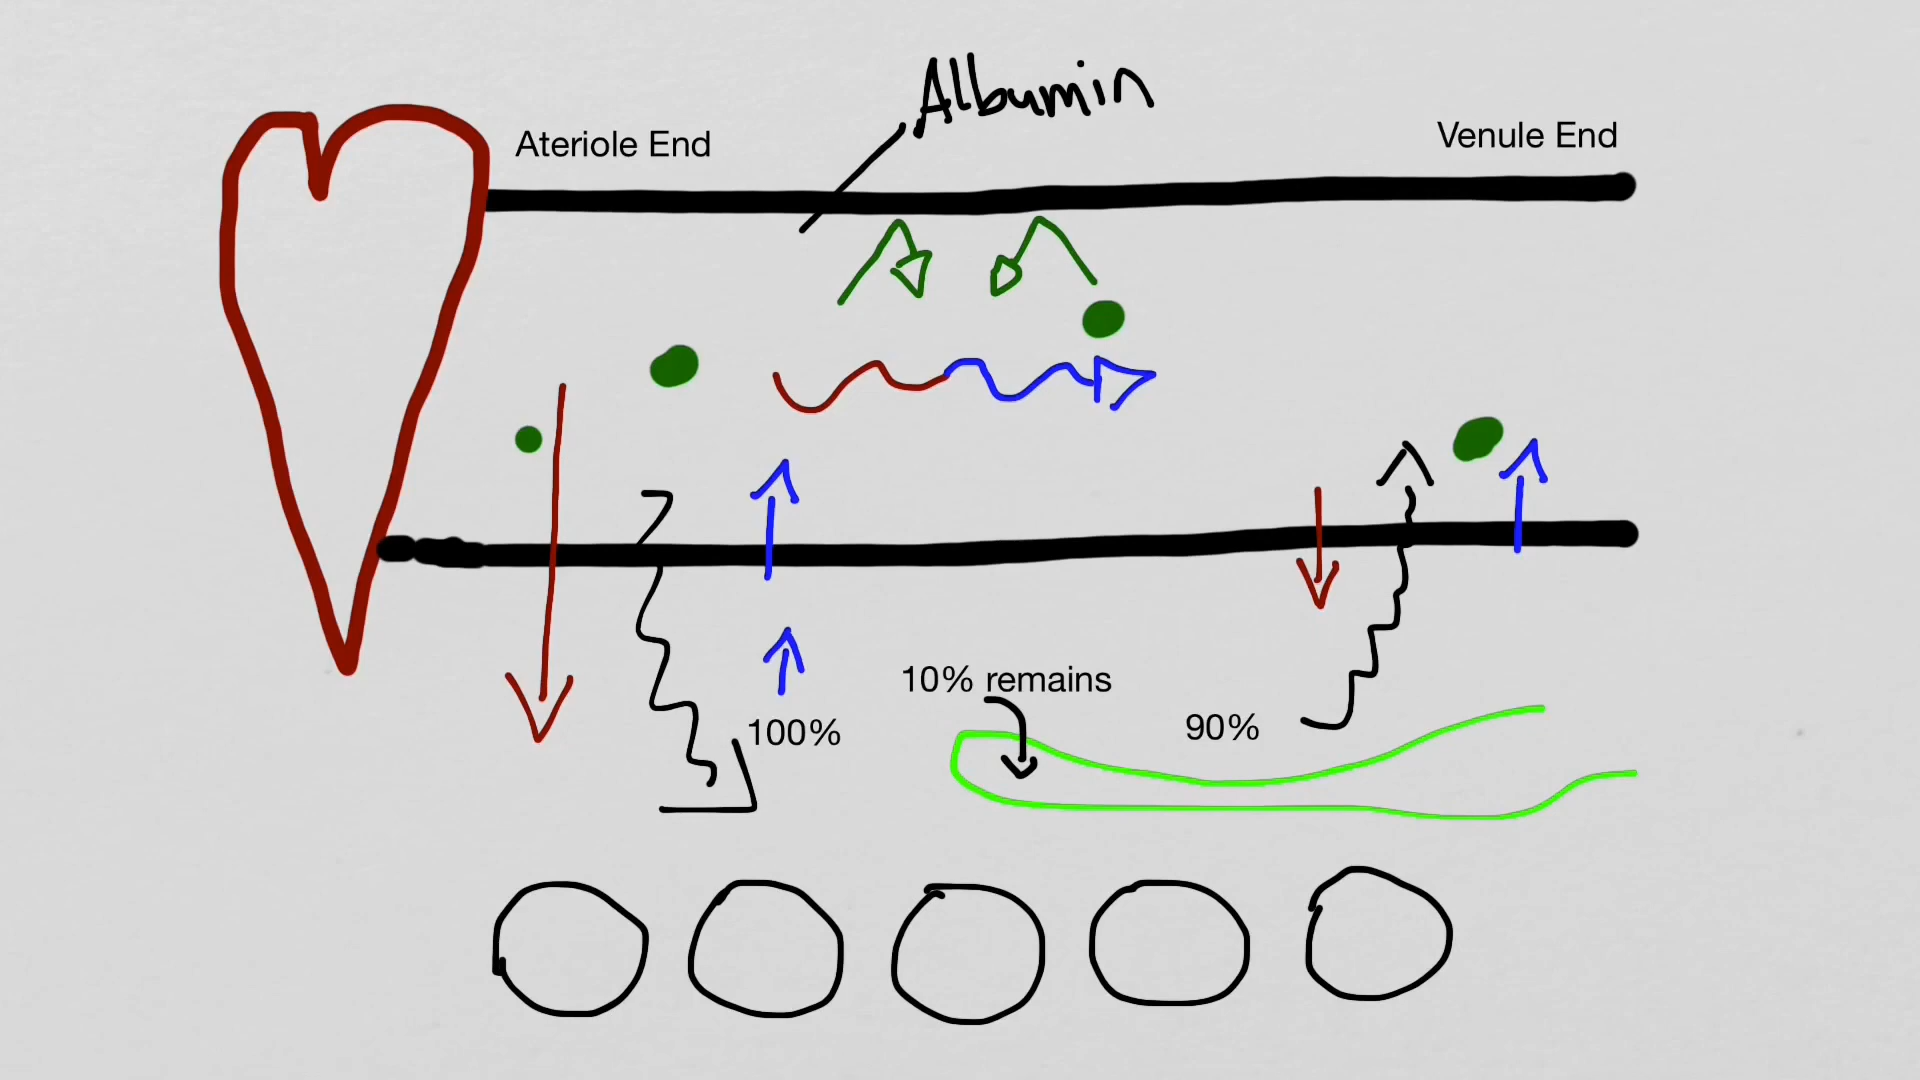 Albumin
Ateriole End
Venule End
10% remains
100%
90%